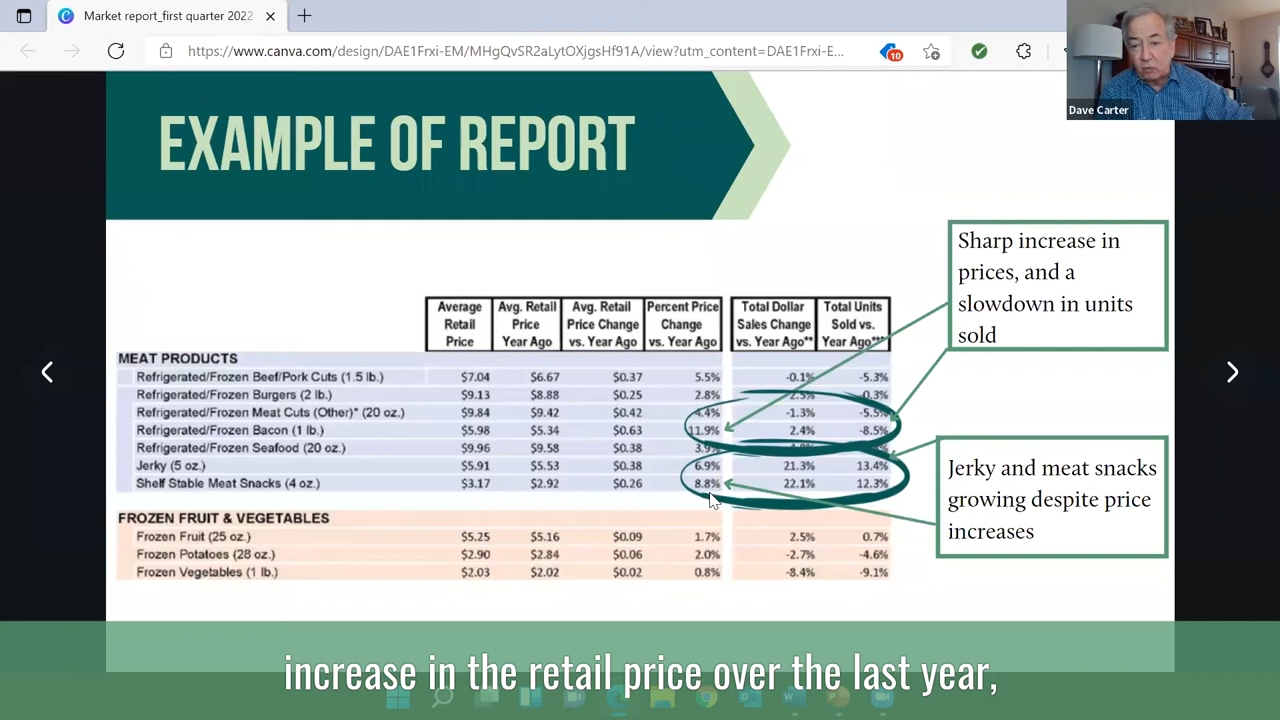 Market report_first quarter 2022
https://www.canva.com/design/DAE1Frxi-EM/MHgQvSR2aLytOXjgsHf91A/view?utm_content=DAE1Frxi-E...
10
Dave Carter
EXAMPLE OF REPORT
Sharp increase in
prices, and a
slowdown in units
sold
Average Retail Price Avg. Retail Price Year Ago Avg. Retail Price Change vs. Year Ago Percent Price Change vs. Year Ago Total Dollar Sales Change vs. Year Ago** Total Units Sold vs. Year Ago**
MEAT PRODUCTS
Refrigerated/Frozen Beef/Pork Cuts (1.5 lb.) $7.04 $6.67 $0.37 5.5% -0.1% -5.3%
Refrigerated/Frozen Burgers (2 lb.) $9.13 $8.88 $0.25 2.8% 2.5% -0.3%
Refrigerated/Frozen Meat Cuts (Other)* (20 oz.) $9.84 $9.42 $0.42 4.4% -1.3% -5.5%
Refrigerated/Frozen Bacon (1 lb.) $5.98 $5.34 $0.63 11.9% 2.4% -8.5%
Refrigerated/Frozen Seafood (20 oz.) $9.96 $9.58 $0.38 3.9%
Jerky (5 oz.) $5.91 $5.53 $0.38 6.9% 21.3% 13.4%
Shelf Stable Meat Snacks (4 oz.) $3.17 $2.92 $0.26 8.8% 22.1% 12.3%
Jerky and meat snacks
growing despite price
increases
FROZEN FRUIT & VEGETABLES
Frozen Fruit (25 oz.) $5.25 $5.16 $0.09 1.7% 2.5% 0.7%
Frozen Potatoes (28 oz.) $2.90 $2.84 $0.06 2.0% -2.7% -4.6%
Frozen Vegetables (1 lb.) $2.03 $2.02 $0.02 0.8% -8.4% -9.1%
increase in the retail price over the last year,